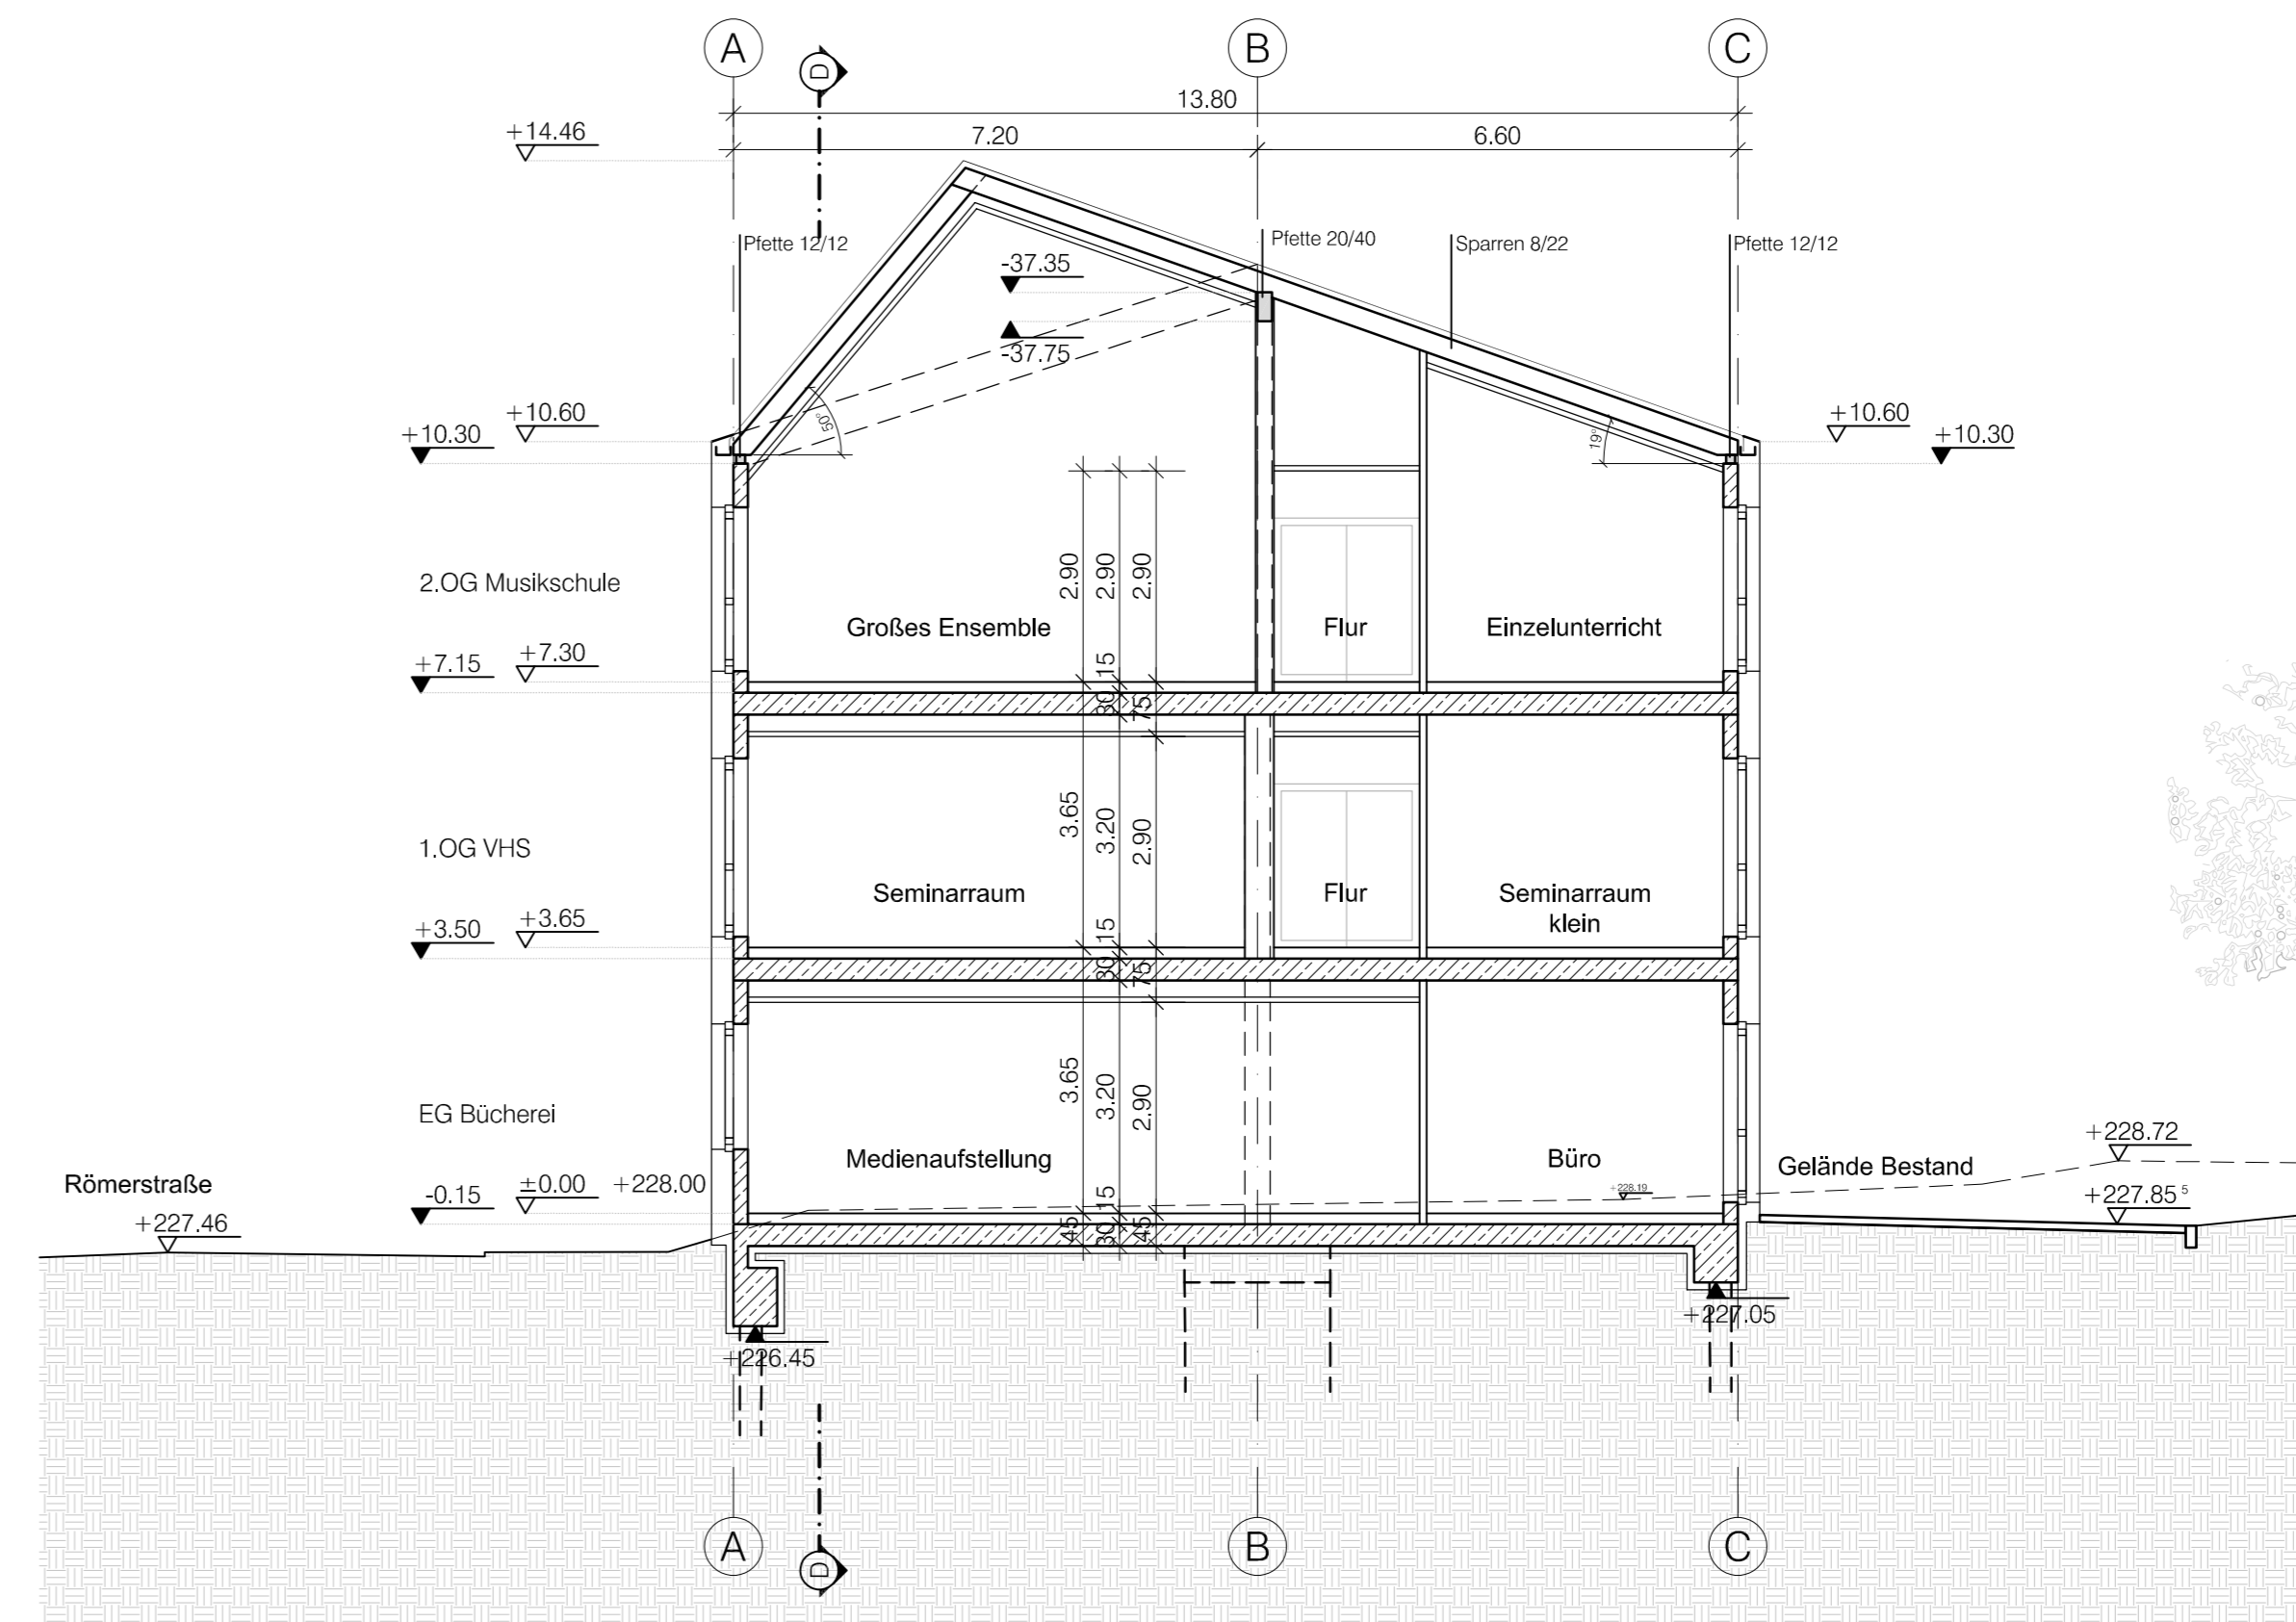 A
D
B
C
13.80
+14.46
7.20
6.60
Pfette 12/12
Pfette 20/40
Sparren 8/22
Pfette 12/12
-37.35
-37.75
50°
19°
+10.60
+10.30
+10.60
+10.30
2.90
2.90
2.90
2.OG Musikschule
Großes Ensemble
Flur
Einzelunterricht
+7.30
+7.15
15
30
75
3.65
3.20
2.90
1.OG VHS
Seminarraum
Flur
Seminarraum
klein
+3.65
+3.50
15
30
75
3.65
3.20
2.90
EG Bücherei
Medienaufstellung
Büro
Gelände Bestand
+228.72
Römerstraße
-0.15
±0.00
+228.00
+228.19
+227.85 5
+227.46
15
45
30
45
+227.05
+226.45
A
D
B
C